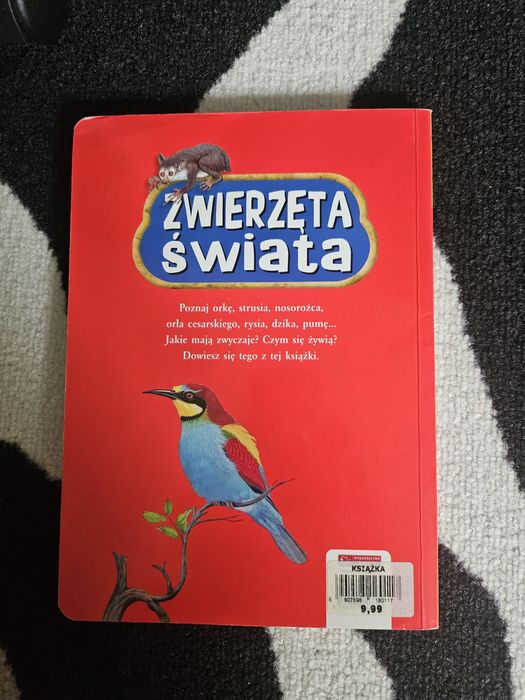 ZWIERZĘTA
świata
Poznaj orkę, strusia, nosorożca,
orła cesarskiego, rysia, dzika, pumę...
Jakie mają zwyczaje? Czym się żywią?
Dowiesz się tego z tej książki.
WYDAWNICTWO
KSIĄŻKA
9,99